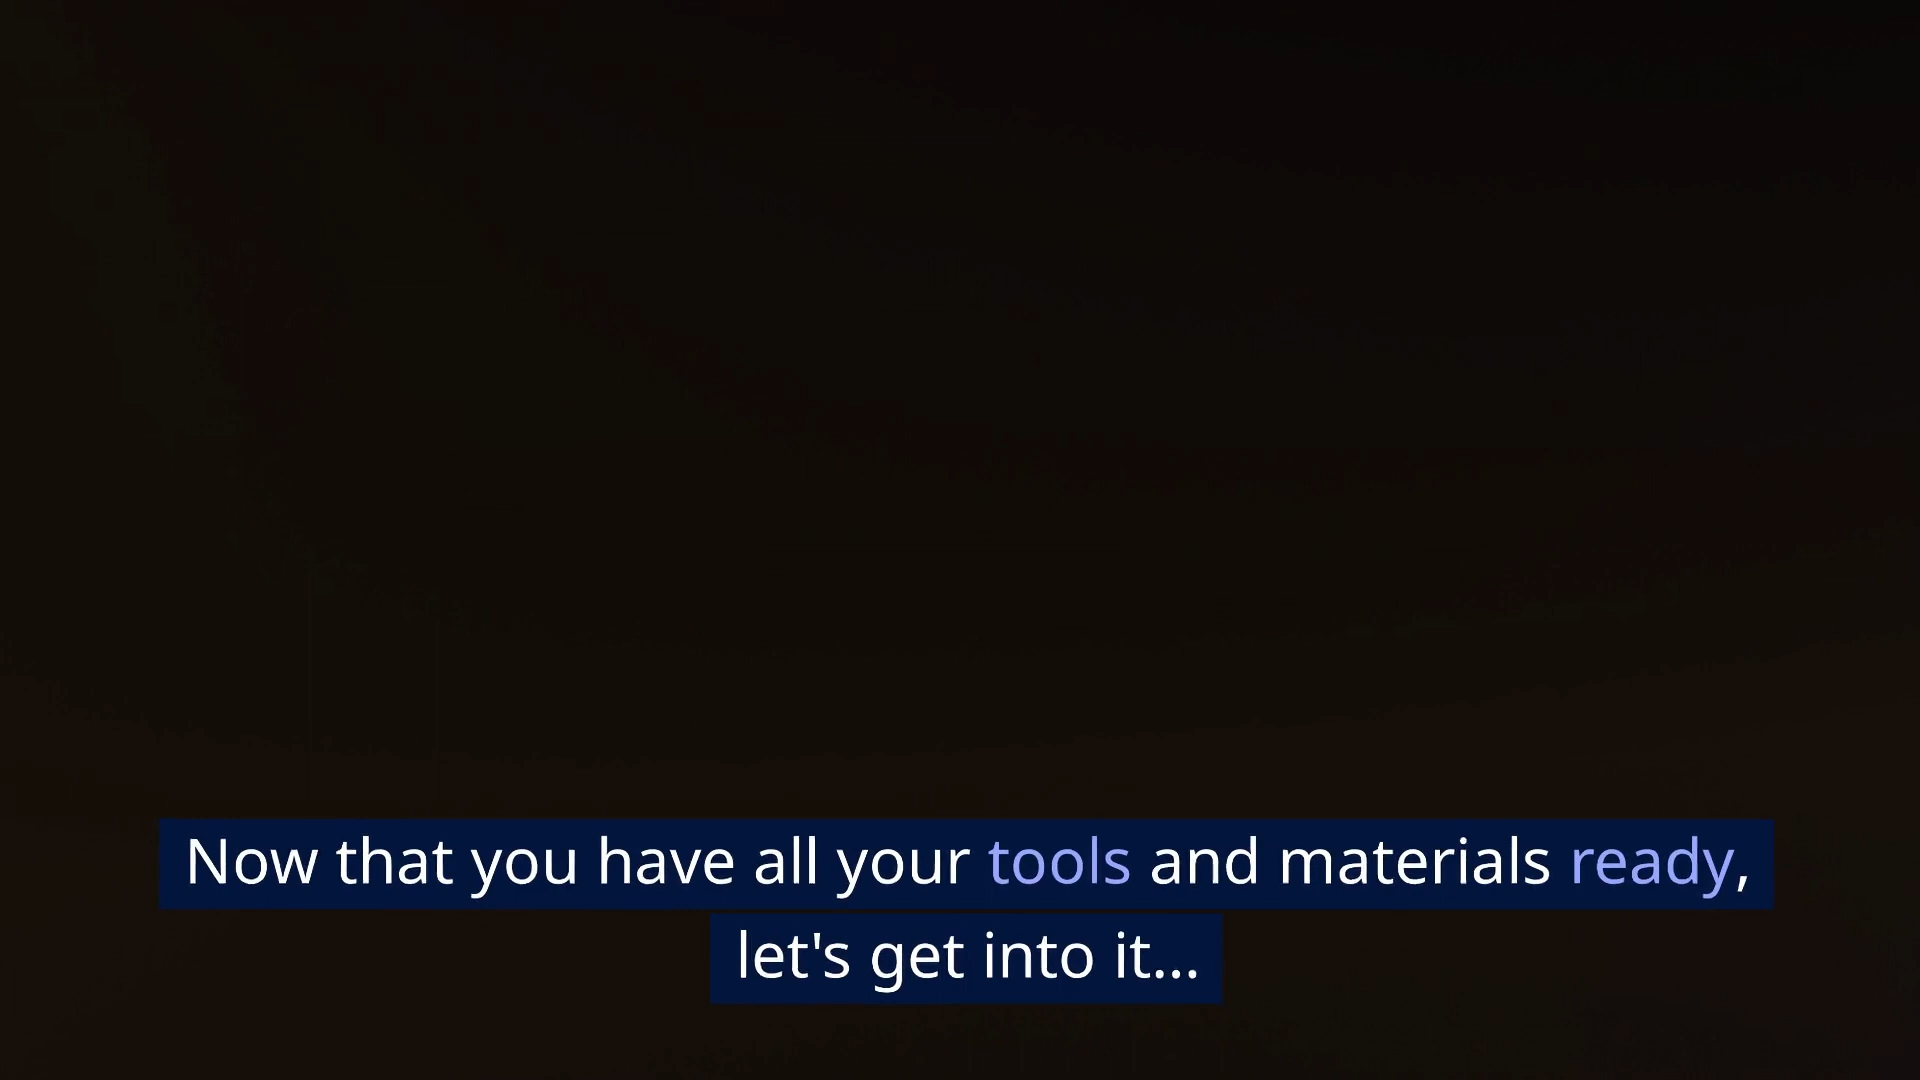 Now that you have all your tools and materials ready,
let's get into it...